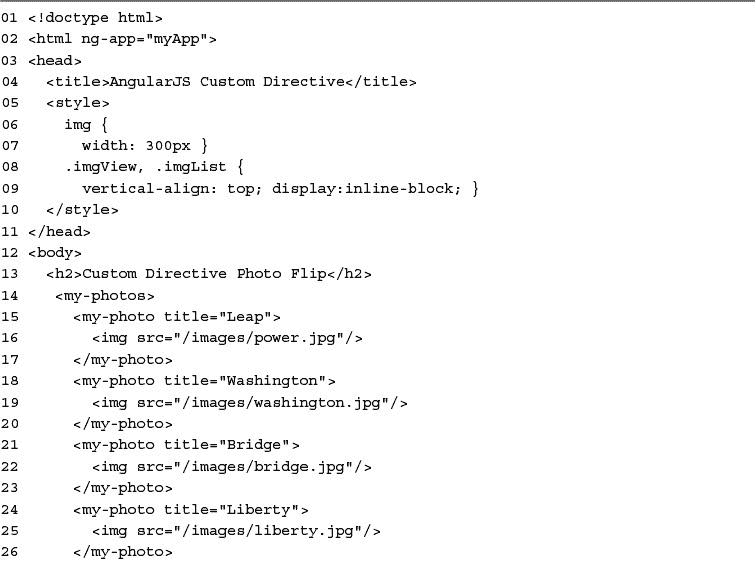 01 <!doctype html>
02 <html ng-app="myApp">
03 <head>
04   <title>AngularJS Custom Directive</title>
05   <style>
06     img {
07       width: 300px }
08     .imgView, .imgList {
09       vertical-align: top; display:inline-block; }
10   </style>
11 </head>
12 <body>
13   <h2>Custom Directive Photo Flip</h2>
14    <my-photos>
15      <my-photo title="Leap">
16        <img src="/images/power.jpg"/>
17      </my-photo>
18      <my-photo title="Washington">
19        <img src="/images/washington.jpg"/>
20      </my-photo>
21      <my-photo title="Bridge">
22        <img src="/images/bridge.jpg"/>
23      </my-photo>
24      <my-photo title="Liberty">
25        <img src="/images/liberty.jpg"/>
26      </my-photo>